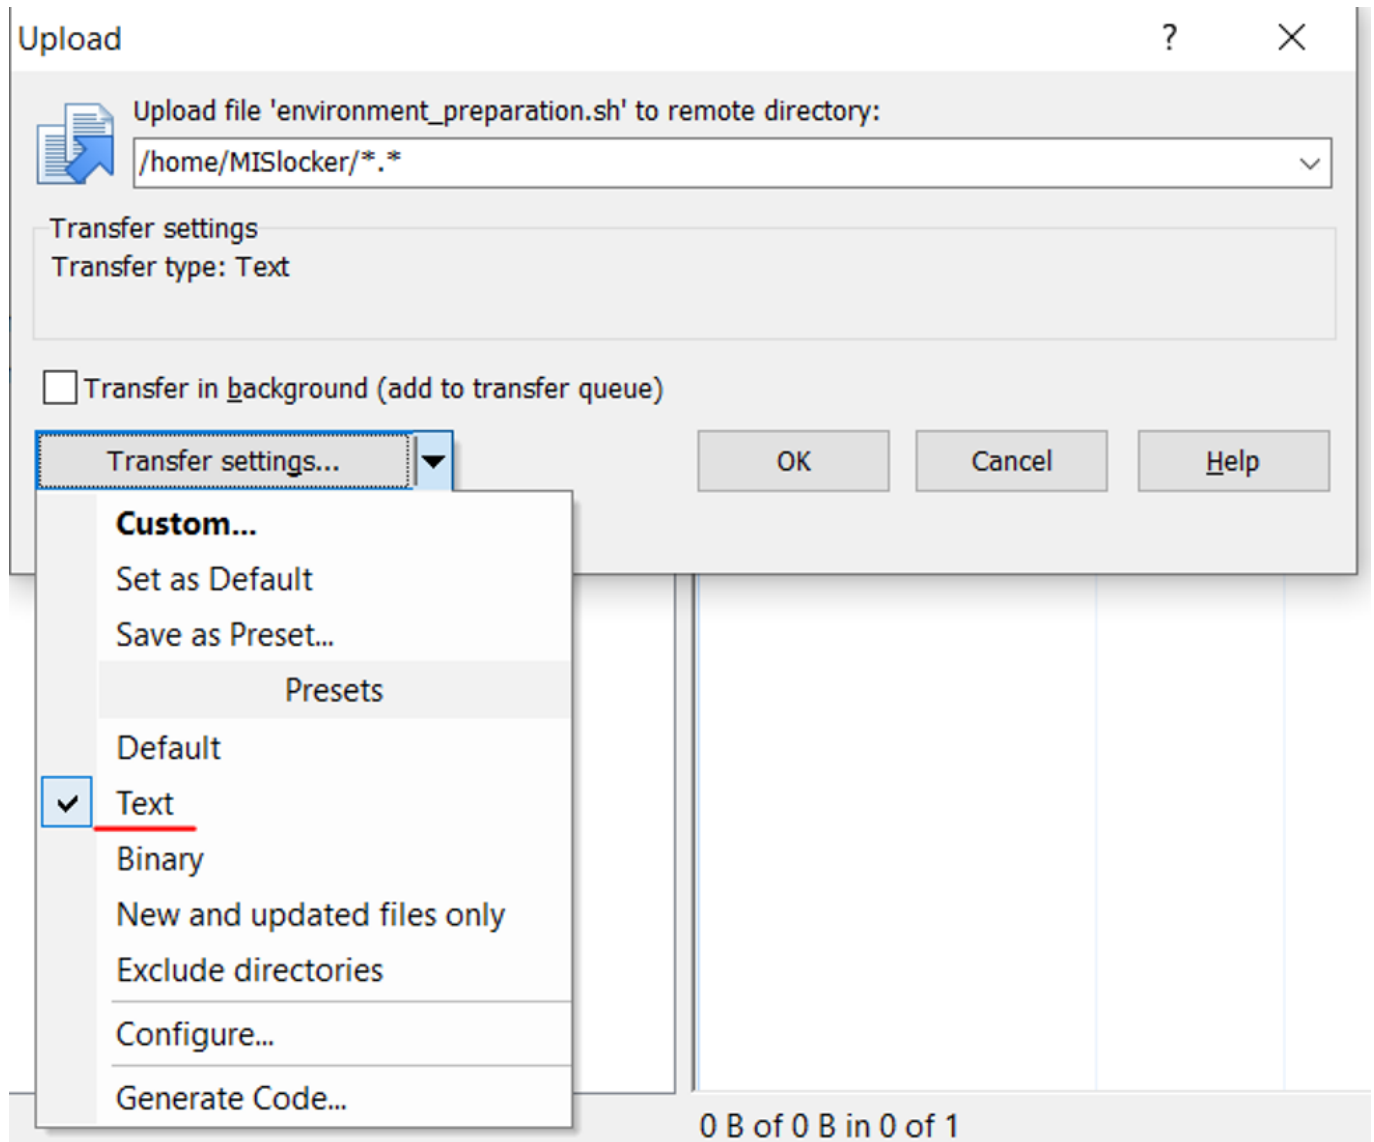 Upload
?
Upload file 'environment_preparation.sh' to remote directory:
/home/MISlocker/*.*
Transfer settings
Transfer type: Text
Transfer in background (add to transfer queue)
Transfer settings...
OK
Cancel
Help
Custom...
Set as Default
Save as Preset...
Presets
Default
Text
Binary
New and updated files only
Exclude directories
Configure...
Generate Code...
0 B of 0 B in 0 of 1